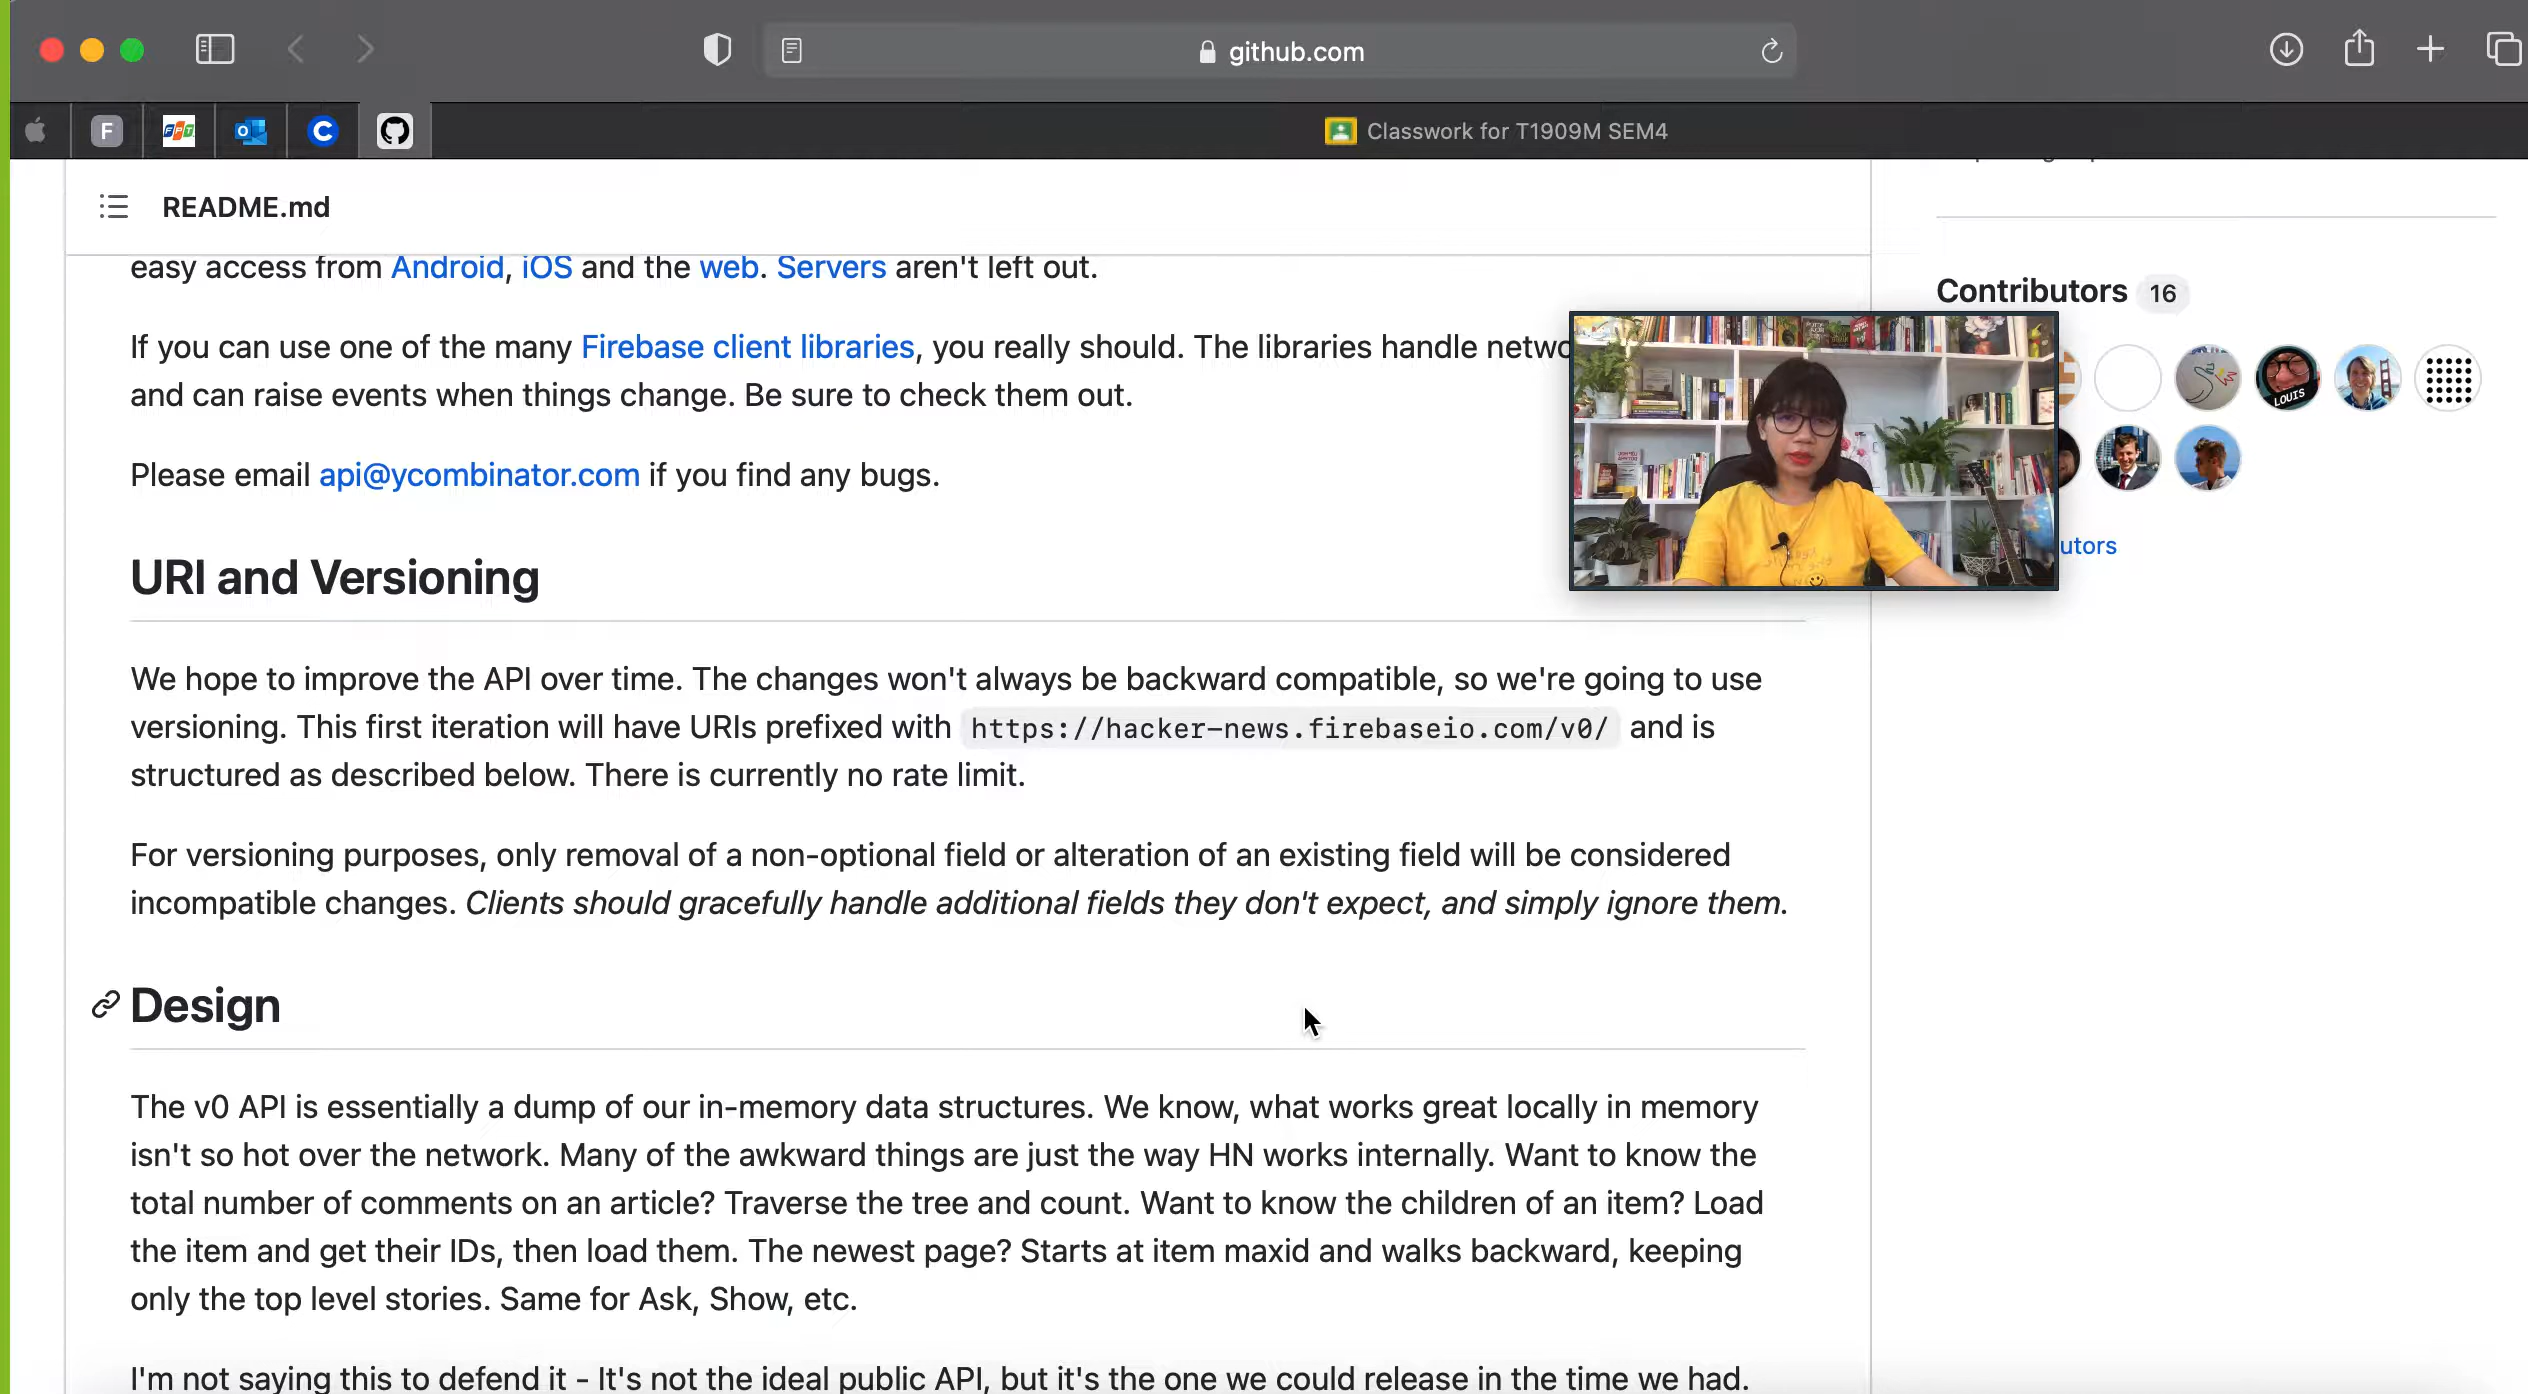 github.com
F
FPT
C
Classwork for T1909M SEM4
README.md
easy access from Android, iOS and the web. Servers aren't left out.
If you can use one of the many Firebase client libraries, you really should. The libraries handle netwo
and can raise events when things change. Be sure to check them out.
Please email api@ycombinator.com if you find any bugs.
URI and Versioning
We hope to improve the API over time. The changes won't always be backward compatible, so we're going to use
versioning. This first iteration will have URIs prefixed with https://hacker-news.firebaseio.com/v0/ and is
structured as described below. There is currently no rate limit.
For versioning purposes, only removal of a non-optional field or alteration of an existing field will be considered
incompatible changes. Clients should gracefully handle additional fields they don't expect, and simply ignore them.
Design
The v0 API is essentially a dump of our in-memory data structures. We know, what works great locally in memory
isn't so hot over the network. Many of the awkward things are just the way HN works internally. Want to know the
total number of comments on an article? Traverse the tree and count. Want to know the children of an item? Load
the item and get their IDs, then load them. The newest page? Starts at item maxid and walks backward, keeping
only the top level stories. Same for Ask, Show, etc.
I'm not saying this to defend it - It's not the ideal public API, but it's the one we could release in the time we had.
Contributors 16
LOUIS
utors